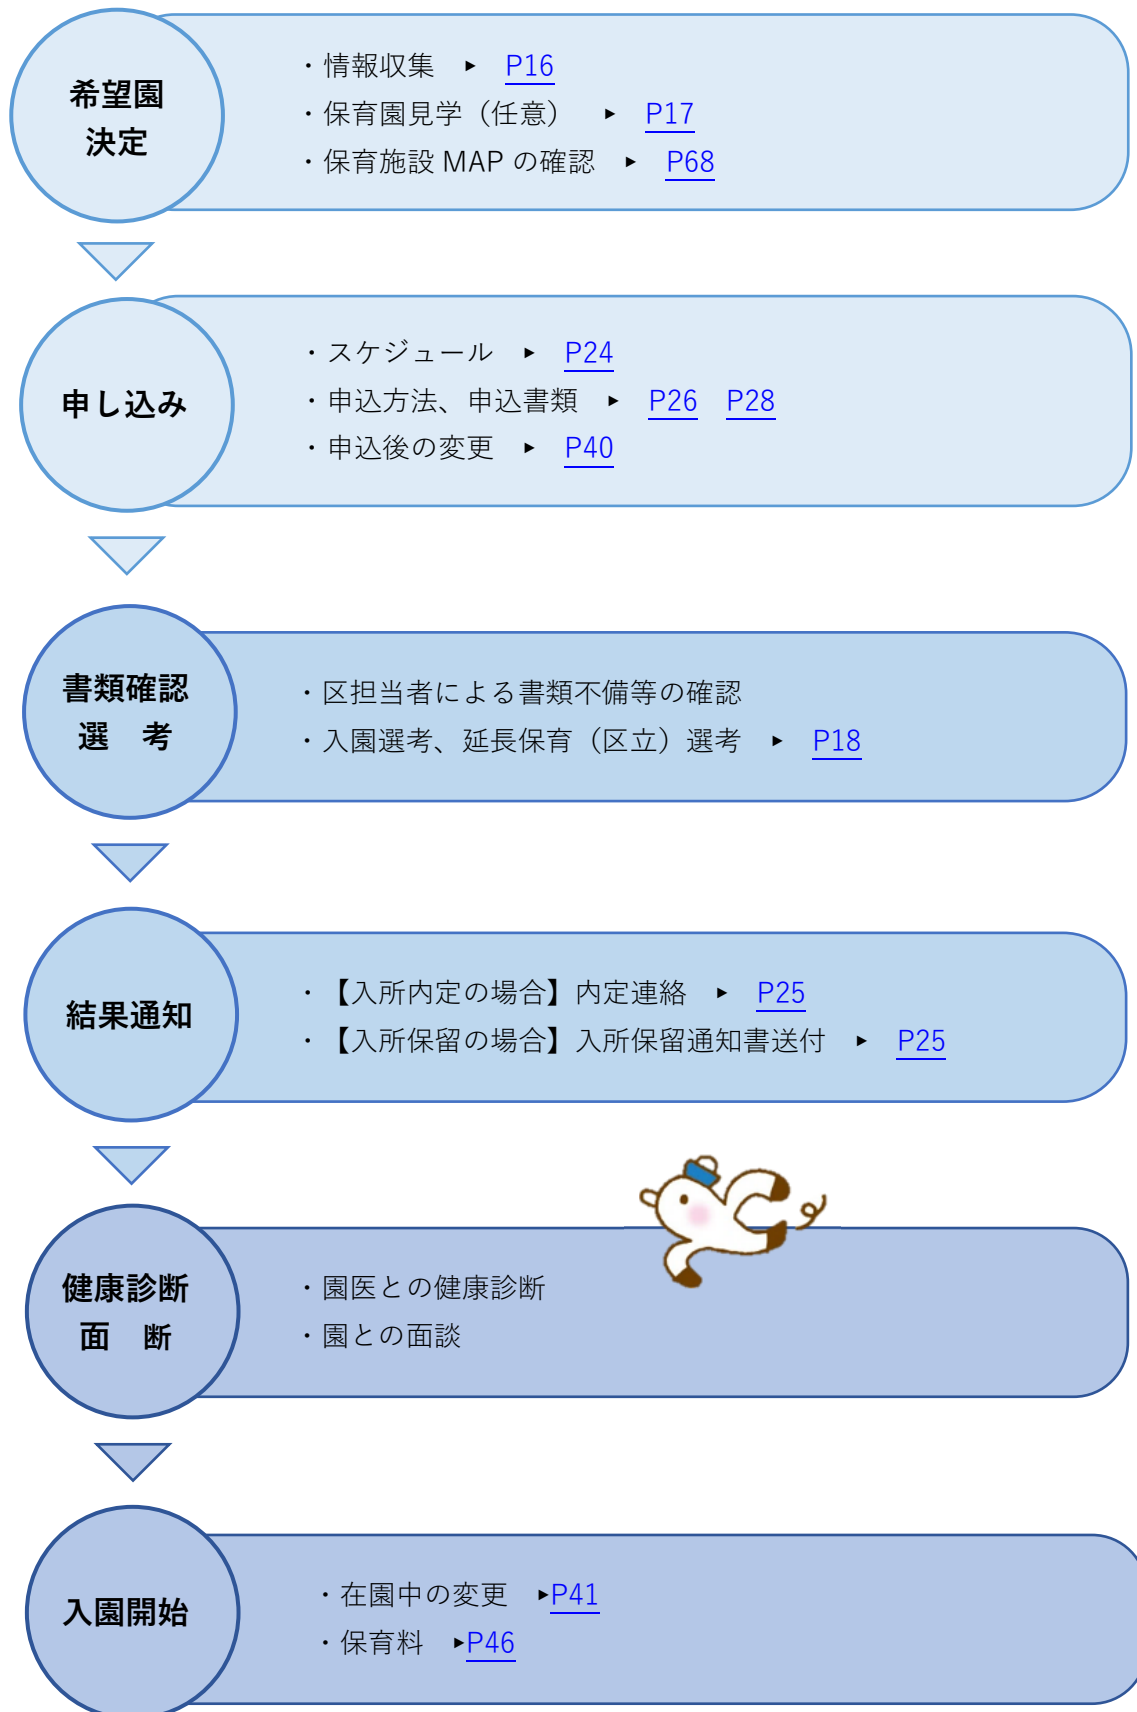 希望園
決定
・情報収集 ▶ P16
・保育園見学（任意） ▶ P17
・保育施設 MAP の確認 ▶ P68
申し込み
・スケジュール ▶ P24
・申込方法、申込書類 ▶ P26 P28
・申込後の変更 ▶ P40
書類確認
選　考
・区担当者による書類不備等の確認
・入園選考、延長保育（区立）選考 ▶ P18
結果通知
・【入所内定の場合】内定連絡 ▶ P25
・【入所保留の場合】入所保留通知書送付 ▶ P25
健康診断
面　断
・園医との健康診断
・園との面談
入園開始
・在園中の変更 ▶P41
・保育料 ▶P46